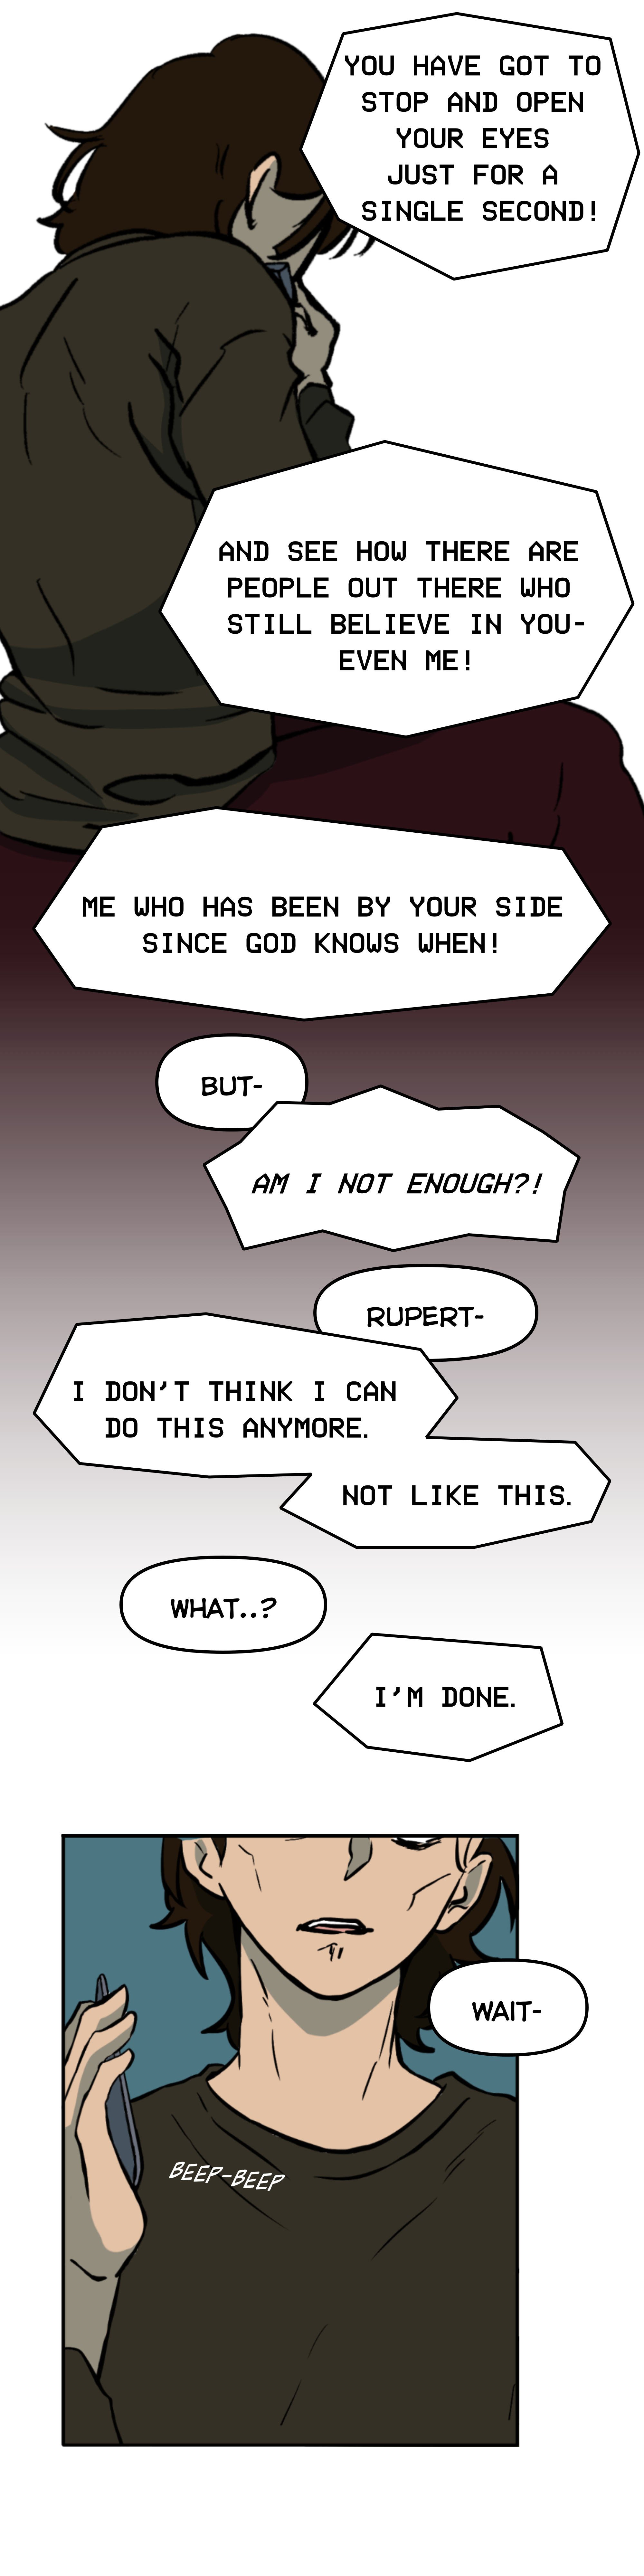 YOU HAVE GOT TO
STOP AND OPEN
YOUR EYES
JUST FOR A
SINGLE SECOND!
AND SEE HOW THERE ARE
PEOPLE OUT THERE WHO
STILL BELIEVE IN YOU-
EVEN ME!
ME WHO HAS BEEN BY YOUR SIDE
SINCE GOD KNOWS WHEN!
BUT-
AM I NOT ENOUGH?!
RUPERT-
I DON'T THINK I CAN
DO THIS ANYMORE.
NOT LIKE THIS.
WHAT..?
I'M DONE.
WAIT-
BEEP-BEEP